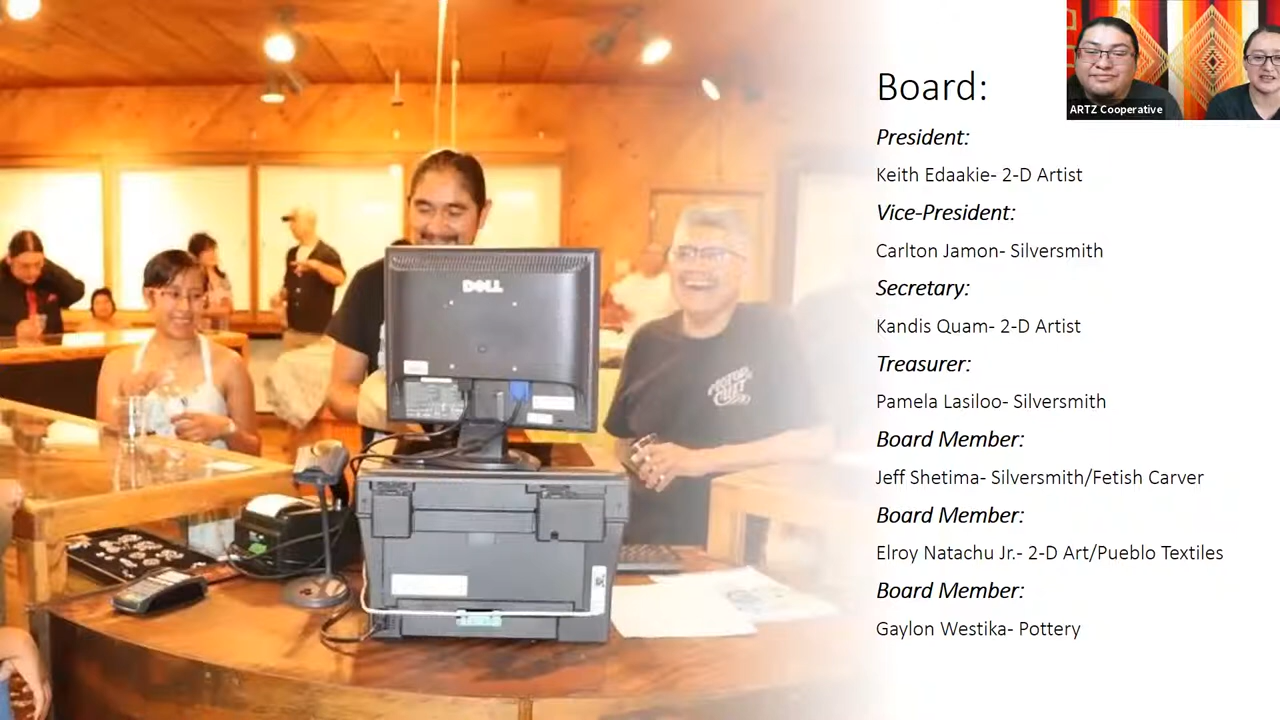 Board:
President:
Keith Edaakie- 2-D Artist
Vice-President:
Carlton Jamon- Silversmith
Secretary:
Kandis Quam- 2-D Artist
Treasurer:
Pamela Lasiloo- Silversmith
Board Member:
Jeff Shetima- Silversmith/Fetish Carver
Board Member:
Elroy Natachu Jr.- 2-D Art/Pueblo Textiles
Board Member:
Gaylon Westika- Pottery
ARTZ Cooperative
DELL